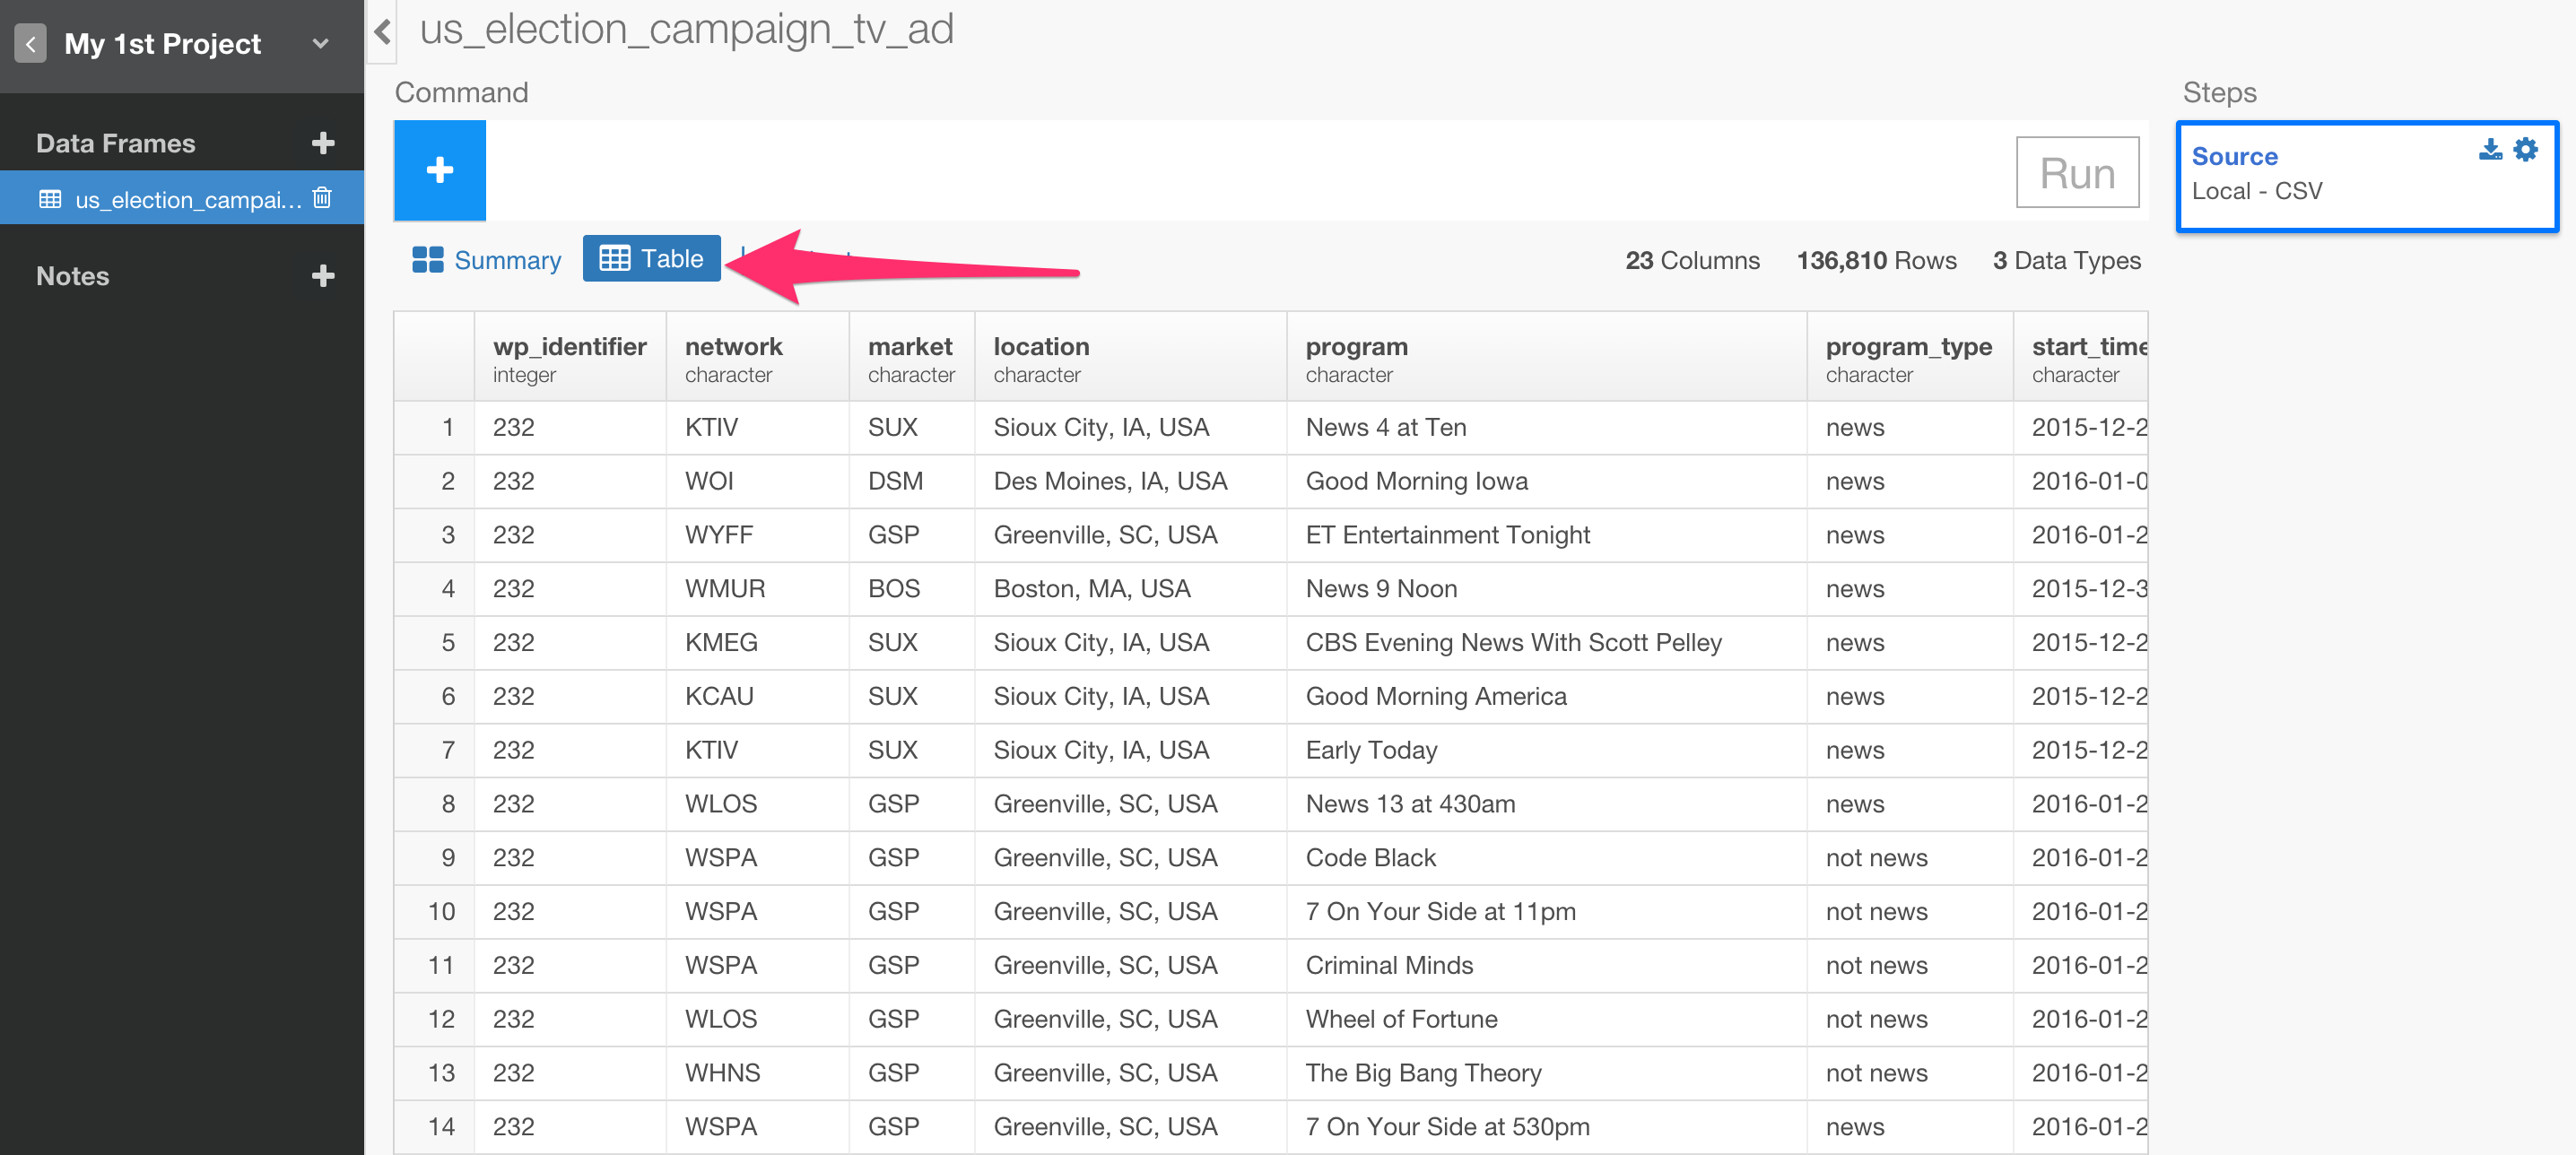 My 1st Project
us_election_campaign_tv_ad
Command
Steps
Data Frames
us_election_campai...
Run
Source
Local - CSV
Summary
Table
23 Columns 136,810 Rows 3 Data Types
Notes
wp_identifier network market location program program_type start_time
integer character character character character character character
1 232 KTIV SUX Sioux City, IA, USA News 4 at Ten news 2015-12-2
2 232 WOI DSM Des Moines, IA, USA Good Morning Iowa news 2016-01-0
3 232 WYFF GSP Greenville, SC, USA ET Entertainment Tonight news 2016-01-2
4 232 WMUR BOS Boston, MA, USA News 9 Noon news 2015-12-3
5 232 KMEG SUX Sioux City, IA, USA CBS Evening News With Scott Pelley news 2015-12-2
6 232 KCAU SUX Sioux City, IA, USA Good Morning America news 2015-12-2
7 232 KTIV SUX Sioux City, IA, USA Early Today news 2015-12-2
8 232 WLOS GSP Greenville, SC, USA News 13 at 430am news 2016-01-2
9 232 WSPA GSP Greenville, SC, USA Code Black not news 2016-01-2
10 232 WSPA GSP Greenville, SC, USA 7 On Your Side at 11pm not news 2016-01-2
11 232 WSPA GSP Greenville, SC, USA Criminal Minds not news 2016-01-2
12 232 WLOS GSP Greenville, SC, USA Wheel of Fortune not news 2016-01-2
13 232 WHNS GSP Greenville, SC, USA The Big Bang Theory not news 2016-01-2
14 232 WSPA GSP Greenville, SC, USA 7 On Your Side at 530pm news 2016-01-2